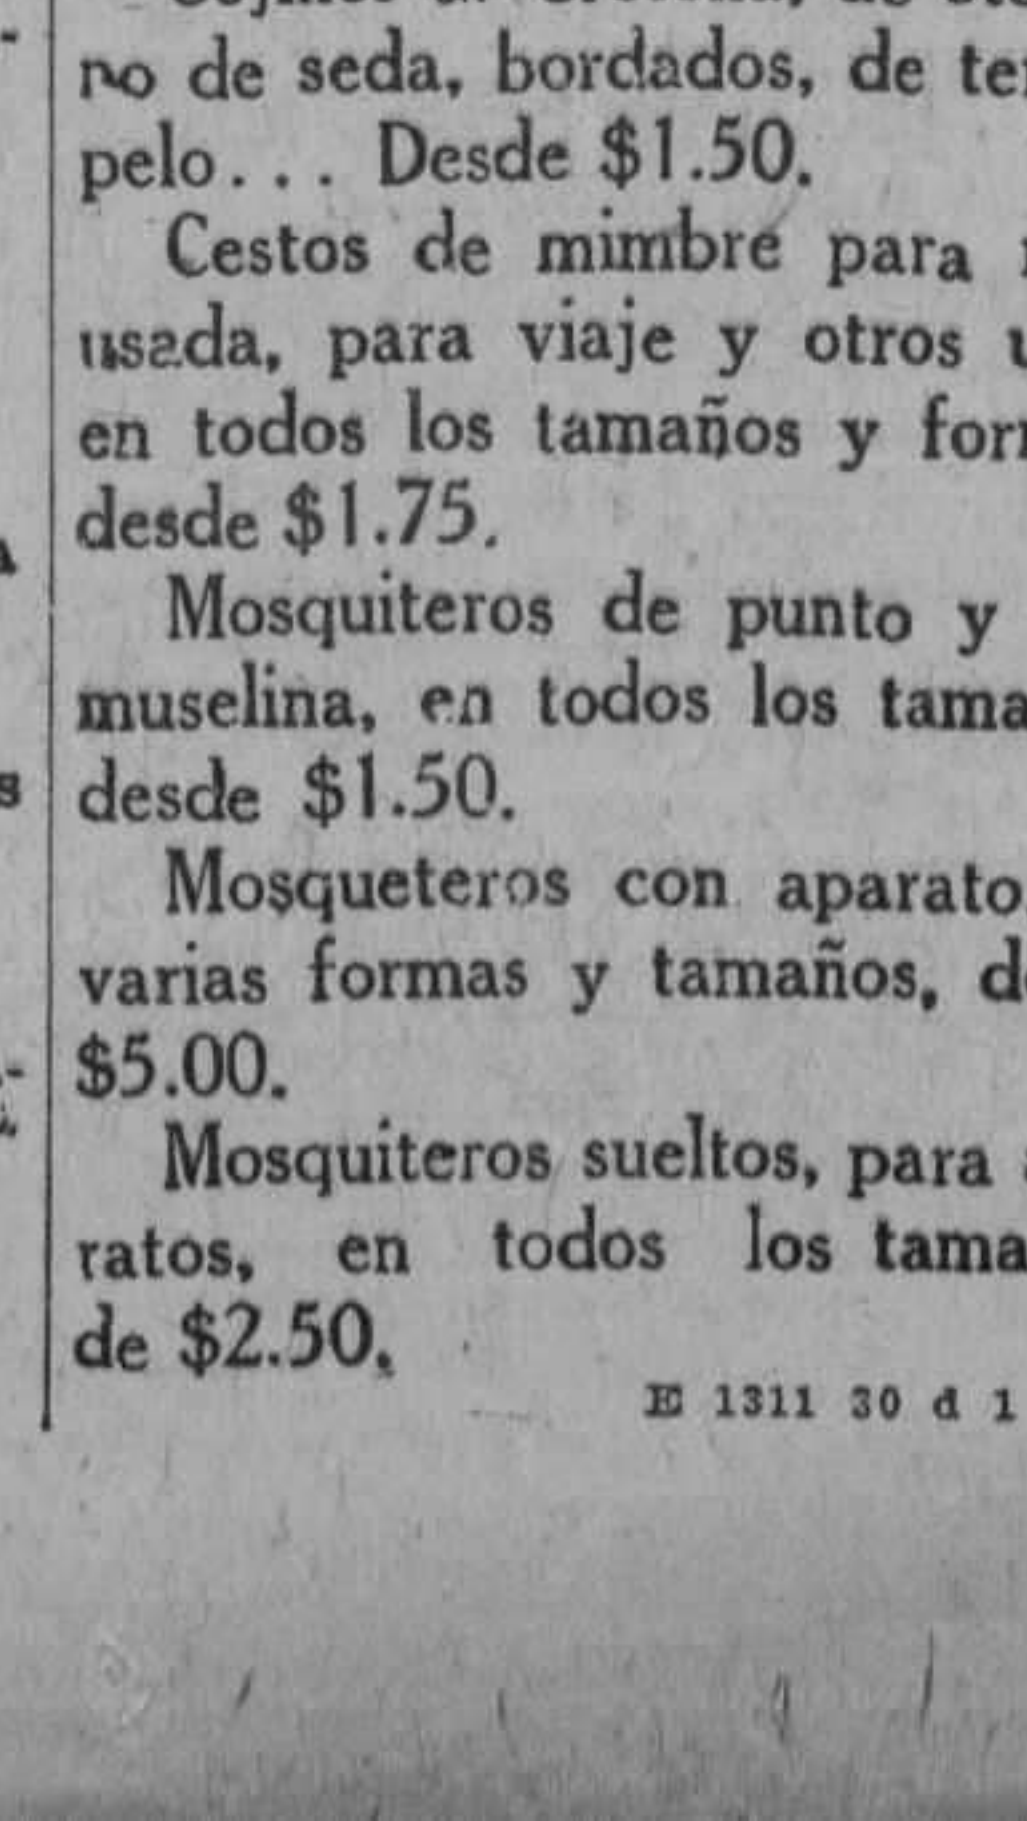 no de seda, bordados, de
pelo... Desde $1.50.
Cestos de mimbre para
usada, para viaje y otros
en todos los tamaños y
desde $1.75.
Mosquiteros de punto y
muselina, en todos los tama
desde $1.50.
Mosqueteros con aparato
varias formas y tamaños,
$5.00.
Mosquiteros sueltos, para
ratos, en todos los tama
de $2.50.
E 1311 30 d 1